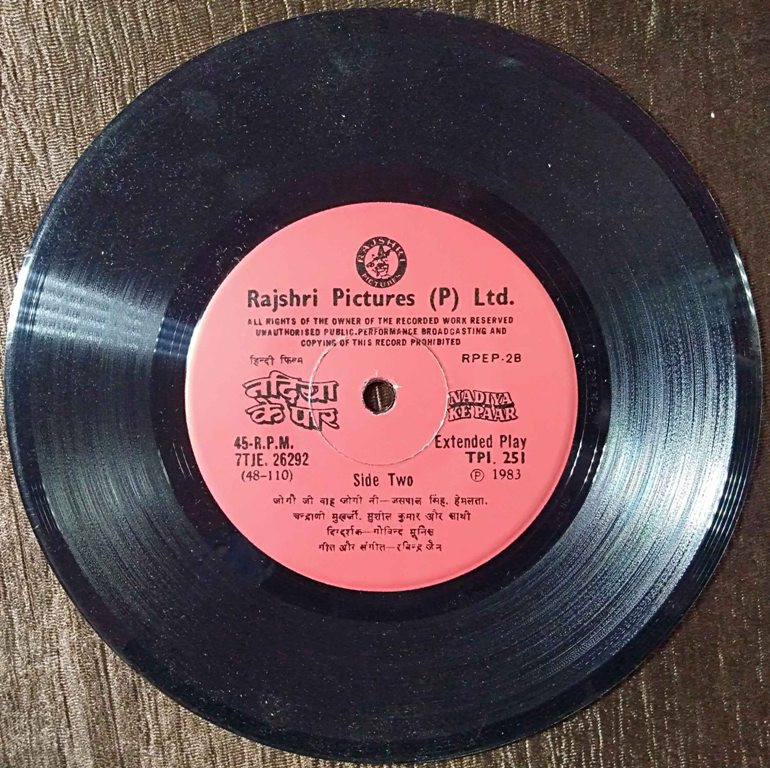 RAJSHRI PICTURES
Rajshri Pictures (P) Ltd.
ALL RIGHTS OF THE OWNER OF THE RECORDED WORK RESERVED
UNAUTHORISED PUBLIC.PERFORMANCE BROADCASTING AND
COPYING OF THIS RECORD PROHIBITED
हिन्दी फिल्म RPEP-2B
नदिया के पार
NADIYA KE PAAR
45-R.P.M. Extended Play
7TJE. 26292 TPI. 251
(48-110) Ⓟ 1983
Side Two
जोगी जी वाह जोगी जी—जसपाल सिंह. हेमलता.
चन्द्राणी मुखर्जी. सुशील कुमार और साथी
दिग्दर्शक—गोविन्द मूनिस
गीत और संगीत—रविन्द्र जैन